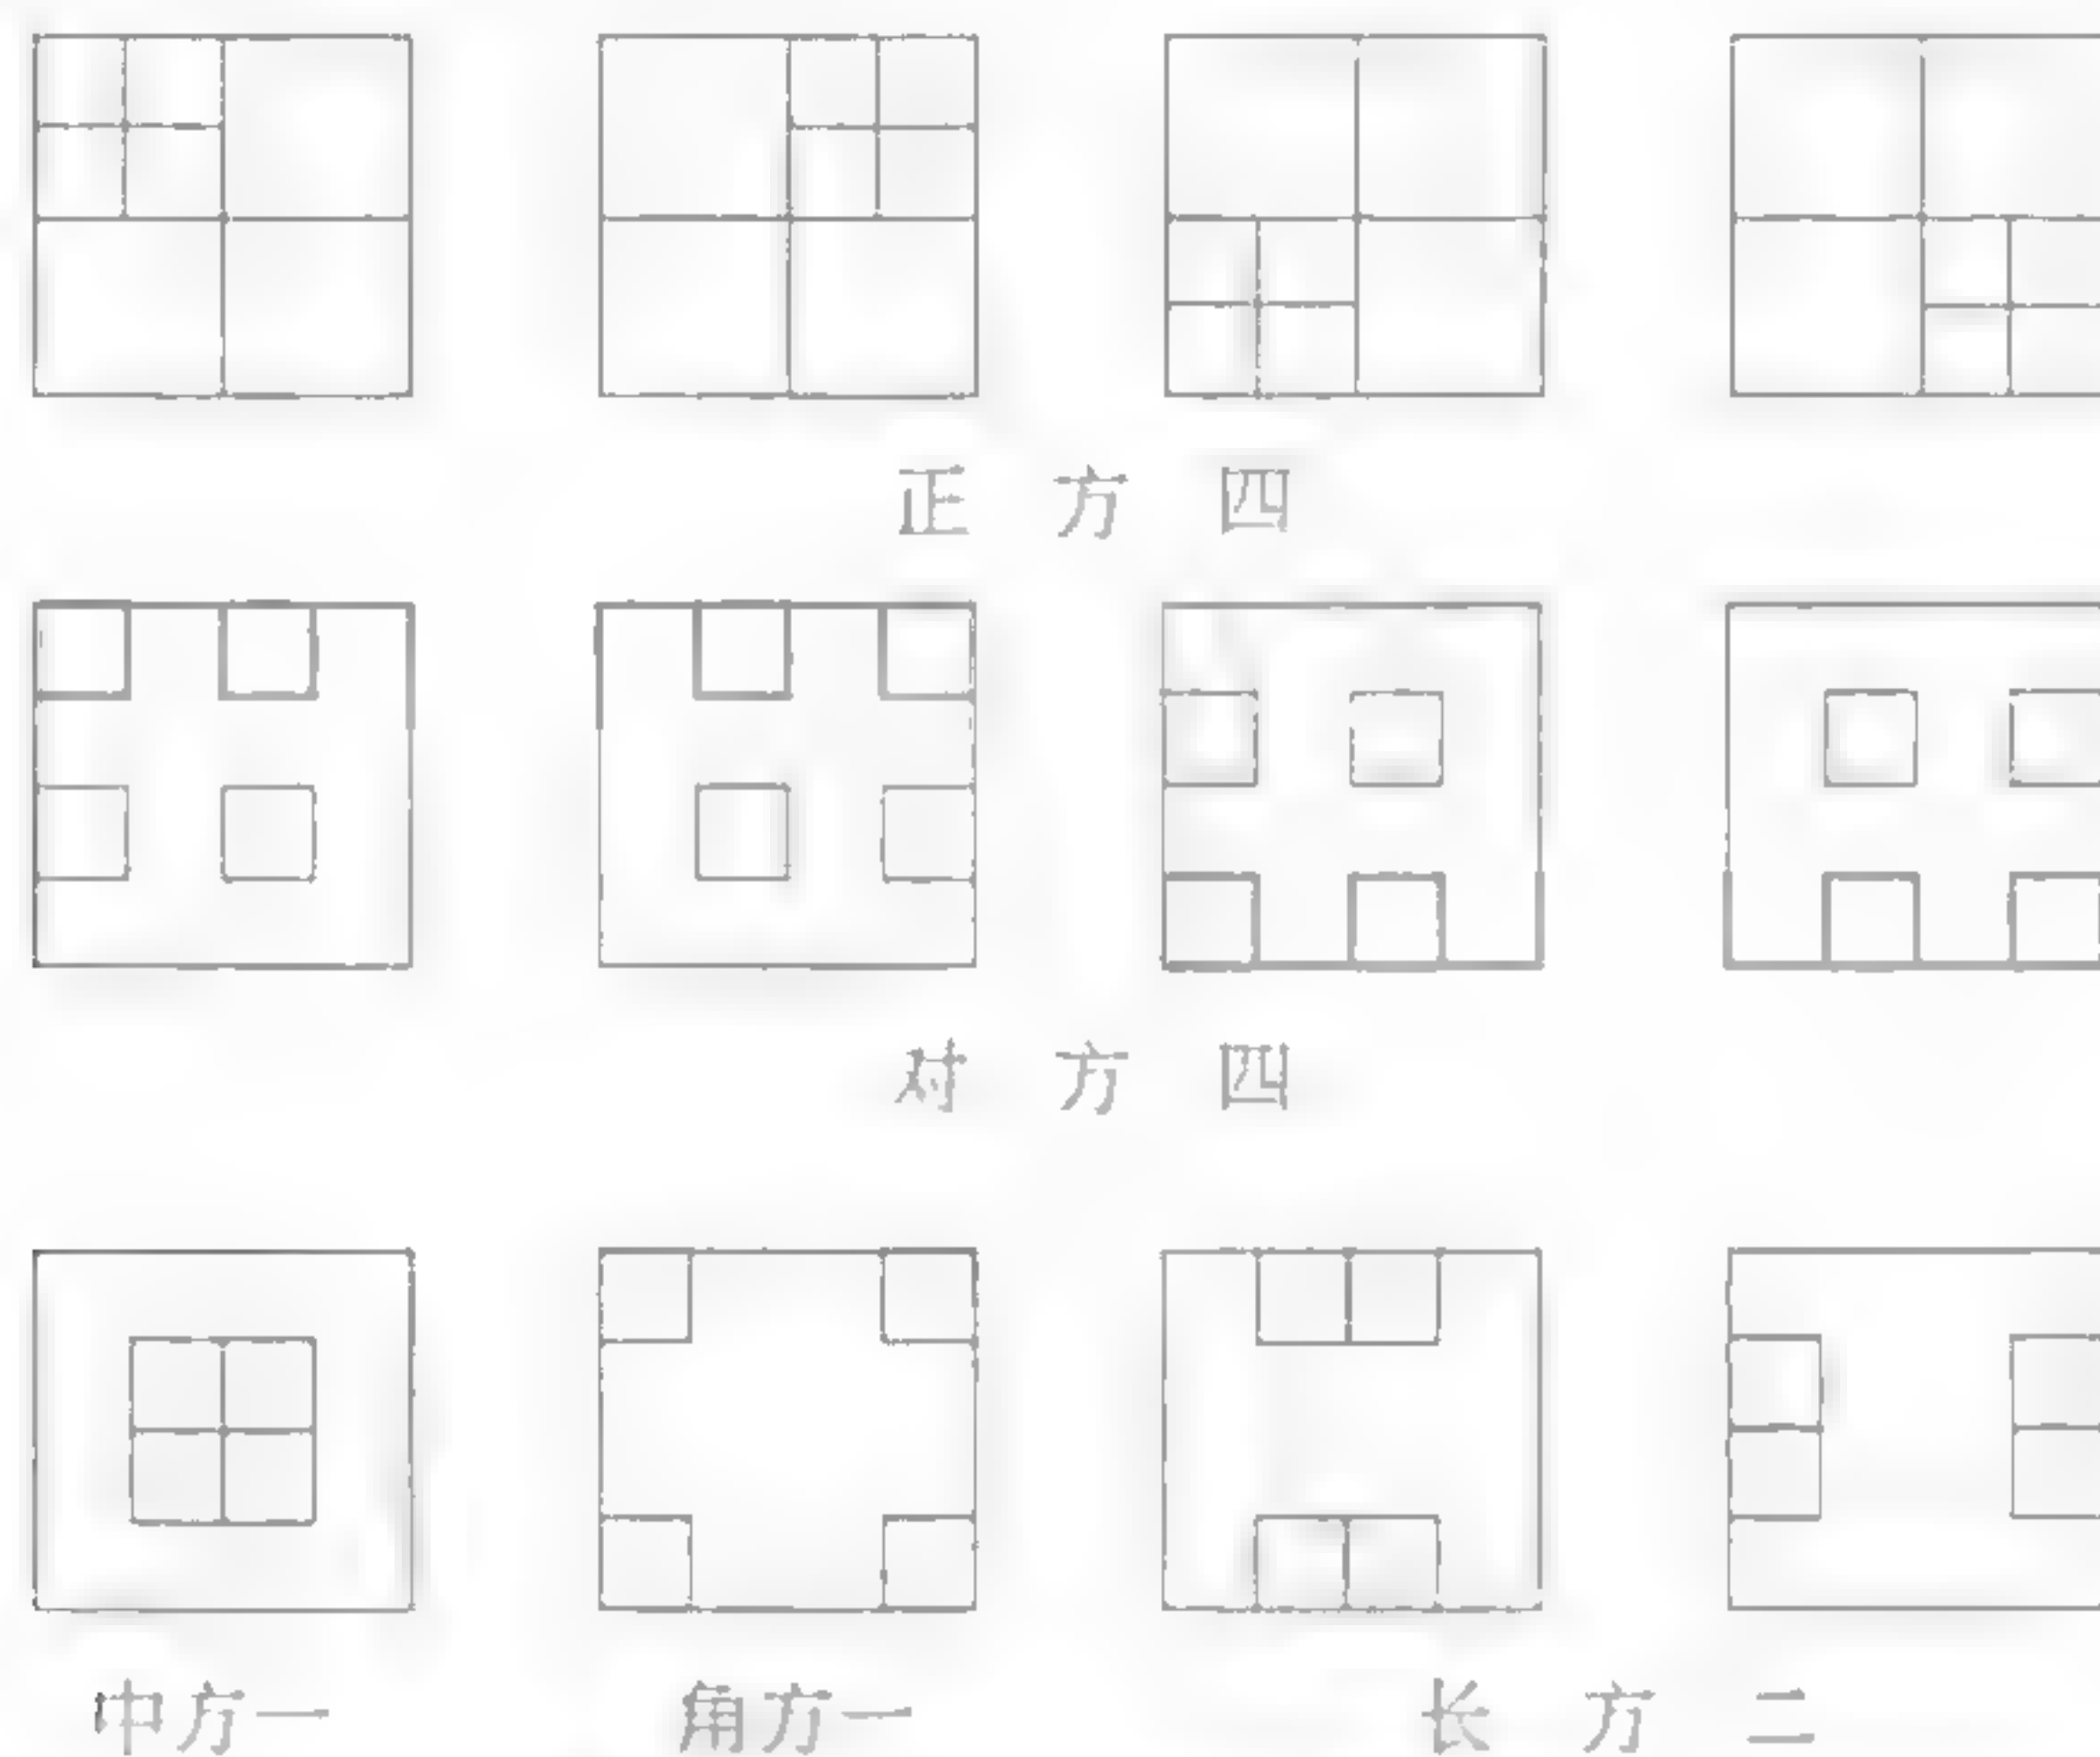 正方四
对方四
中方一
角方一
长方二